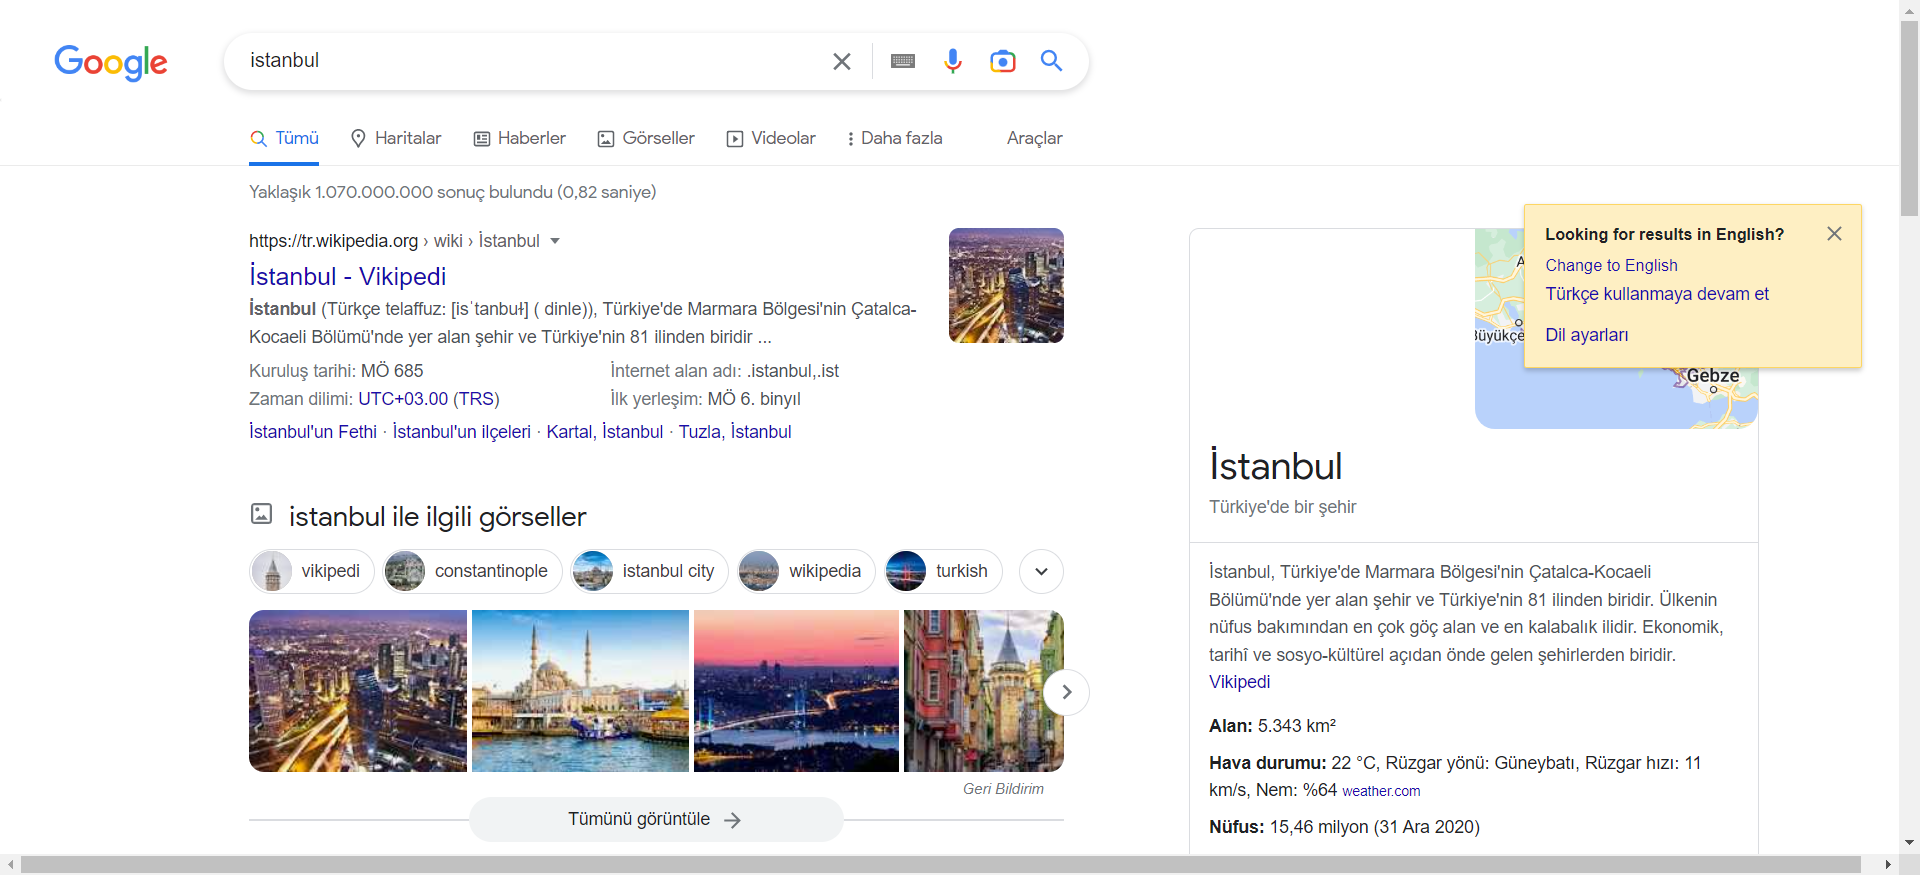 Google
istanbul
Tümü
Haritalar
Haberler
Görseller
Videolar
Daha fazla
Araçlar
Yaklaşık 1.070.000.000 sonuç bulundu (0,82 saniye)
https://tr.wikipedia.org › wiki › İstanbul
İstanbul - Vikipedi
İstanbul (Türkçe telaffuz: [isˈtanbuɫ] ( dinle)), Türkiye'de Marmara Bölgesi'nin Çatalca-
Kocaeli Bölümü'nde yer alan şehir ve Türkiye'nin 81 ilinden biridir ...
Kuruluş tarihi: MÖ 685
İnternet alan adı: .istanbul,.ist
Zaman dilimi: UTC+03.00 (TRS)
İlk yerleşim: MÖ 6. binyıl
İstanbul'un Fethi · İstanbul'un ilçeleri · Kartal, İstanbul · Tuzla, İstanbul
istanbul ile ilgili görseller
vikipedi
constantinople
istanbul city
wikipedia
turkish
Geri Bildirim
Tümünü görüntüle
Looking for results in English?
Change to English
Türkçe kullanmaya devam et
Dil ayarları
Gebze
İstanbul
Türkiye'de bir şehir
İstanbul, Türkiye'de Marmara Bölgesi'nin Çatalca-Kocaeli
Bölümü'nde yer alan şehir ve Türkiye'nin 81 ilinden biridir. Ülkenin
nüfus bakımından en çok göç alan ve en kalabalık ilidir. Ekonomik,
tarihî ve sosyo-kültürel açıdan önde gelen şehirlerden biridir.
Vikipedi
Alan: 5.343 km²
Hava durumu: 22 °C, Rüzgar yönü: Güneybatı, Rüzgar hızı: 11
km/s, Nem: %64 weather.com
Nüfus: 15,46 milyon (31 Ara 2020)